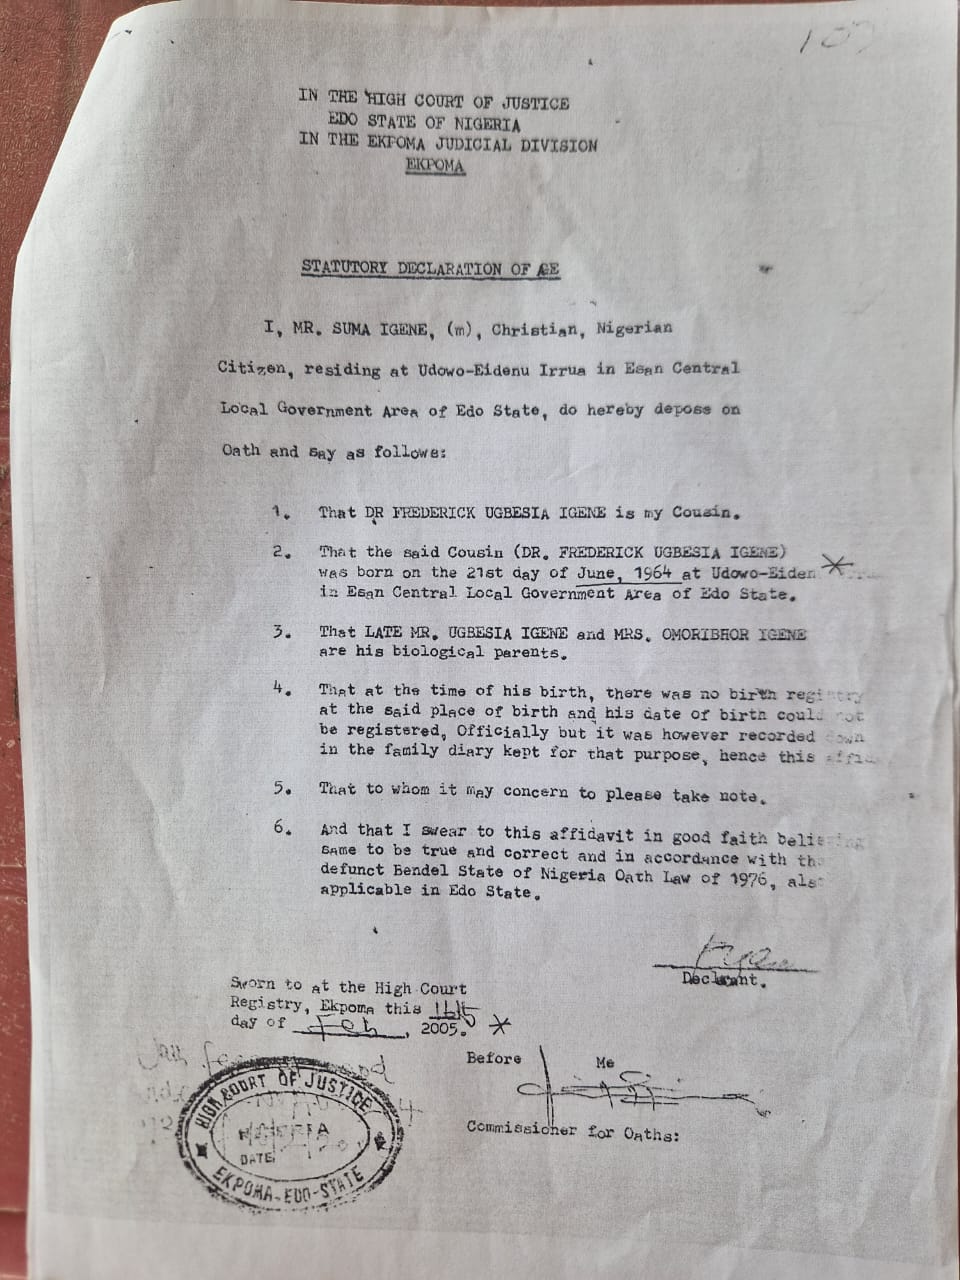 IN THE HIGH COURT OF JUSTICE
EDO STATE OF NIGERIA
IN THE EKPOMA JUDICIAL DIVISION
EKPOMA
STATUTORY DECLARATION OF AGE
I, MR. SUMA IGENE, (m), Christian, Nigerian
Citizen, residing at Udowo-Eidenu Irrua in Esan Central
Local Government Area of Edo State, do hereby depose on
Oath and say as follows:
1. That DR FREDERICK UGBESIA IGENE is my Cousin.
2. That the said Cousin (DR. FREDERICK UGBESIA IGENE)
was born on the 21st day of June, 1964 at
in Esan Central Local Government Area of Edo State.
3. That LATE MR. UGBESIA IGENE and MRS. OMORIBHOR IGENE
are his biological parents.
4. That at the time of his birth, there was no birth registry
at the said place of birth and his date of birth could not
be registered, Officially but it was however recorded down
in the family diary kept for that purpose, hence this
5. That to whom it may concern to please take note.
6. And that I swear to this affidavit in good faith believing
same to be true and correct and in accordance with the
defunct Bendel State of Nigeria Oath Law of 1976,
applicable in Edo State.
Declarant.
Sworn to at the High Court
Registry, Ekpoma this 16th
day of Feb, 2005.
Before Me
Commissioner for Oaths:
HIGH COURT OF JUSTICE
NIGERIA
DATE
EKPOMA-EDO-STATE